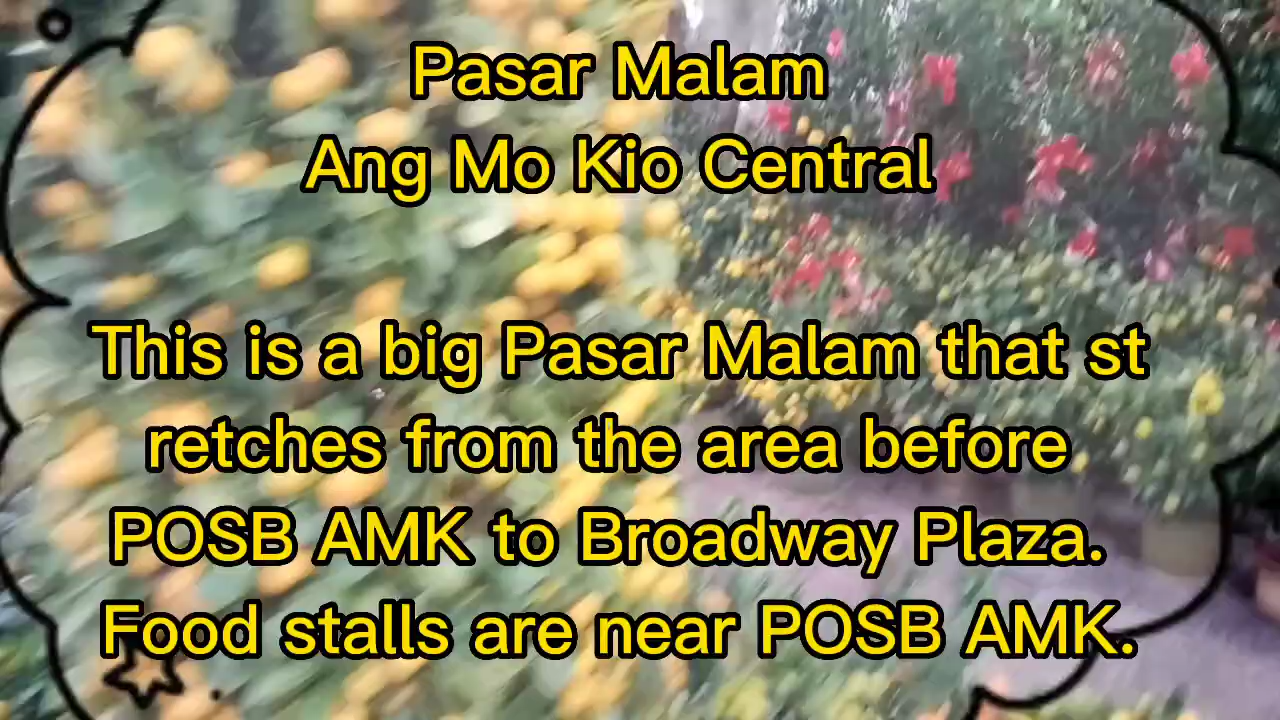 Pasar Malam
Ang Mo Kio Central
This is a big Pasar Malam that st
retches from the area before
POSB AMK to Broadway Plaza.
Food stalls are near POSB AMK.